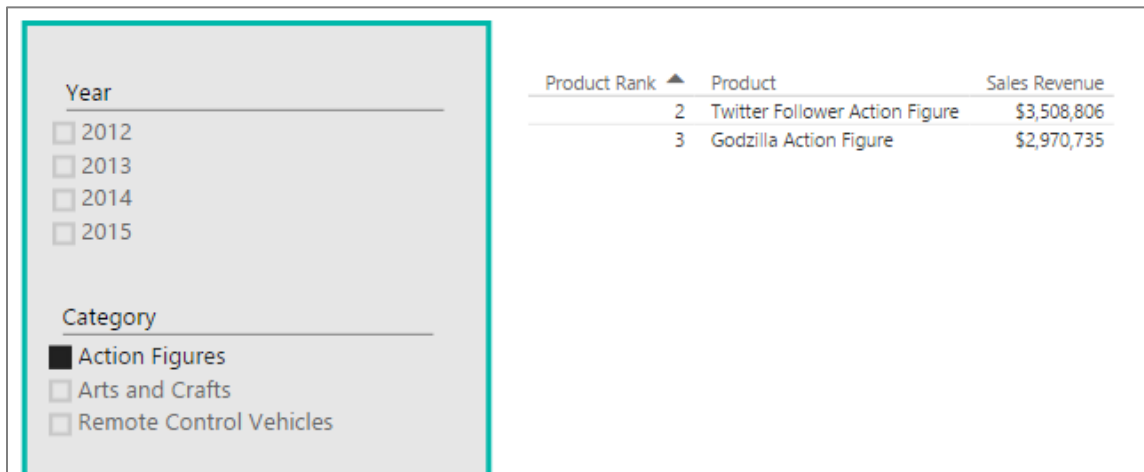 Year
2012
2013
2014
2015
Category
Action Figures
Arts and Crafts
Remote Control Vehicles
Product Rank Product Sales Revenue
2 Twitter Follower Action Figure $3,508,806
3 Godzilla Action Figure $2,970,735